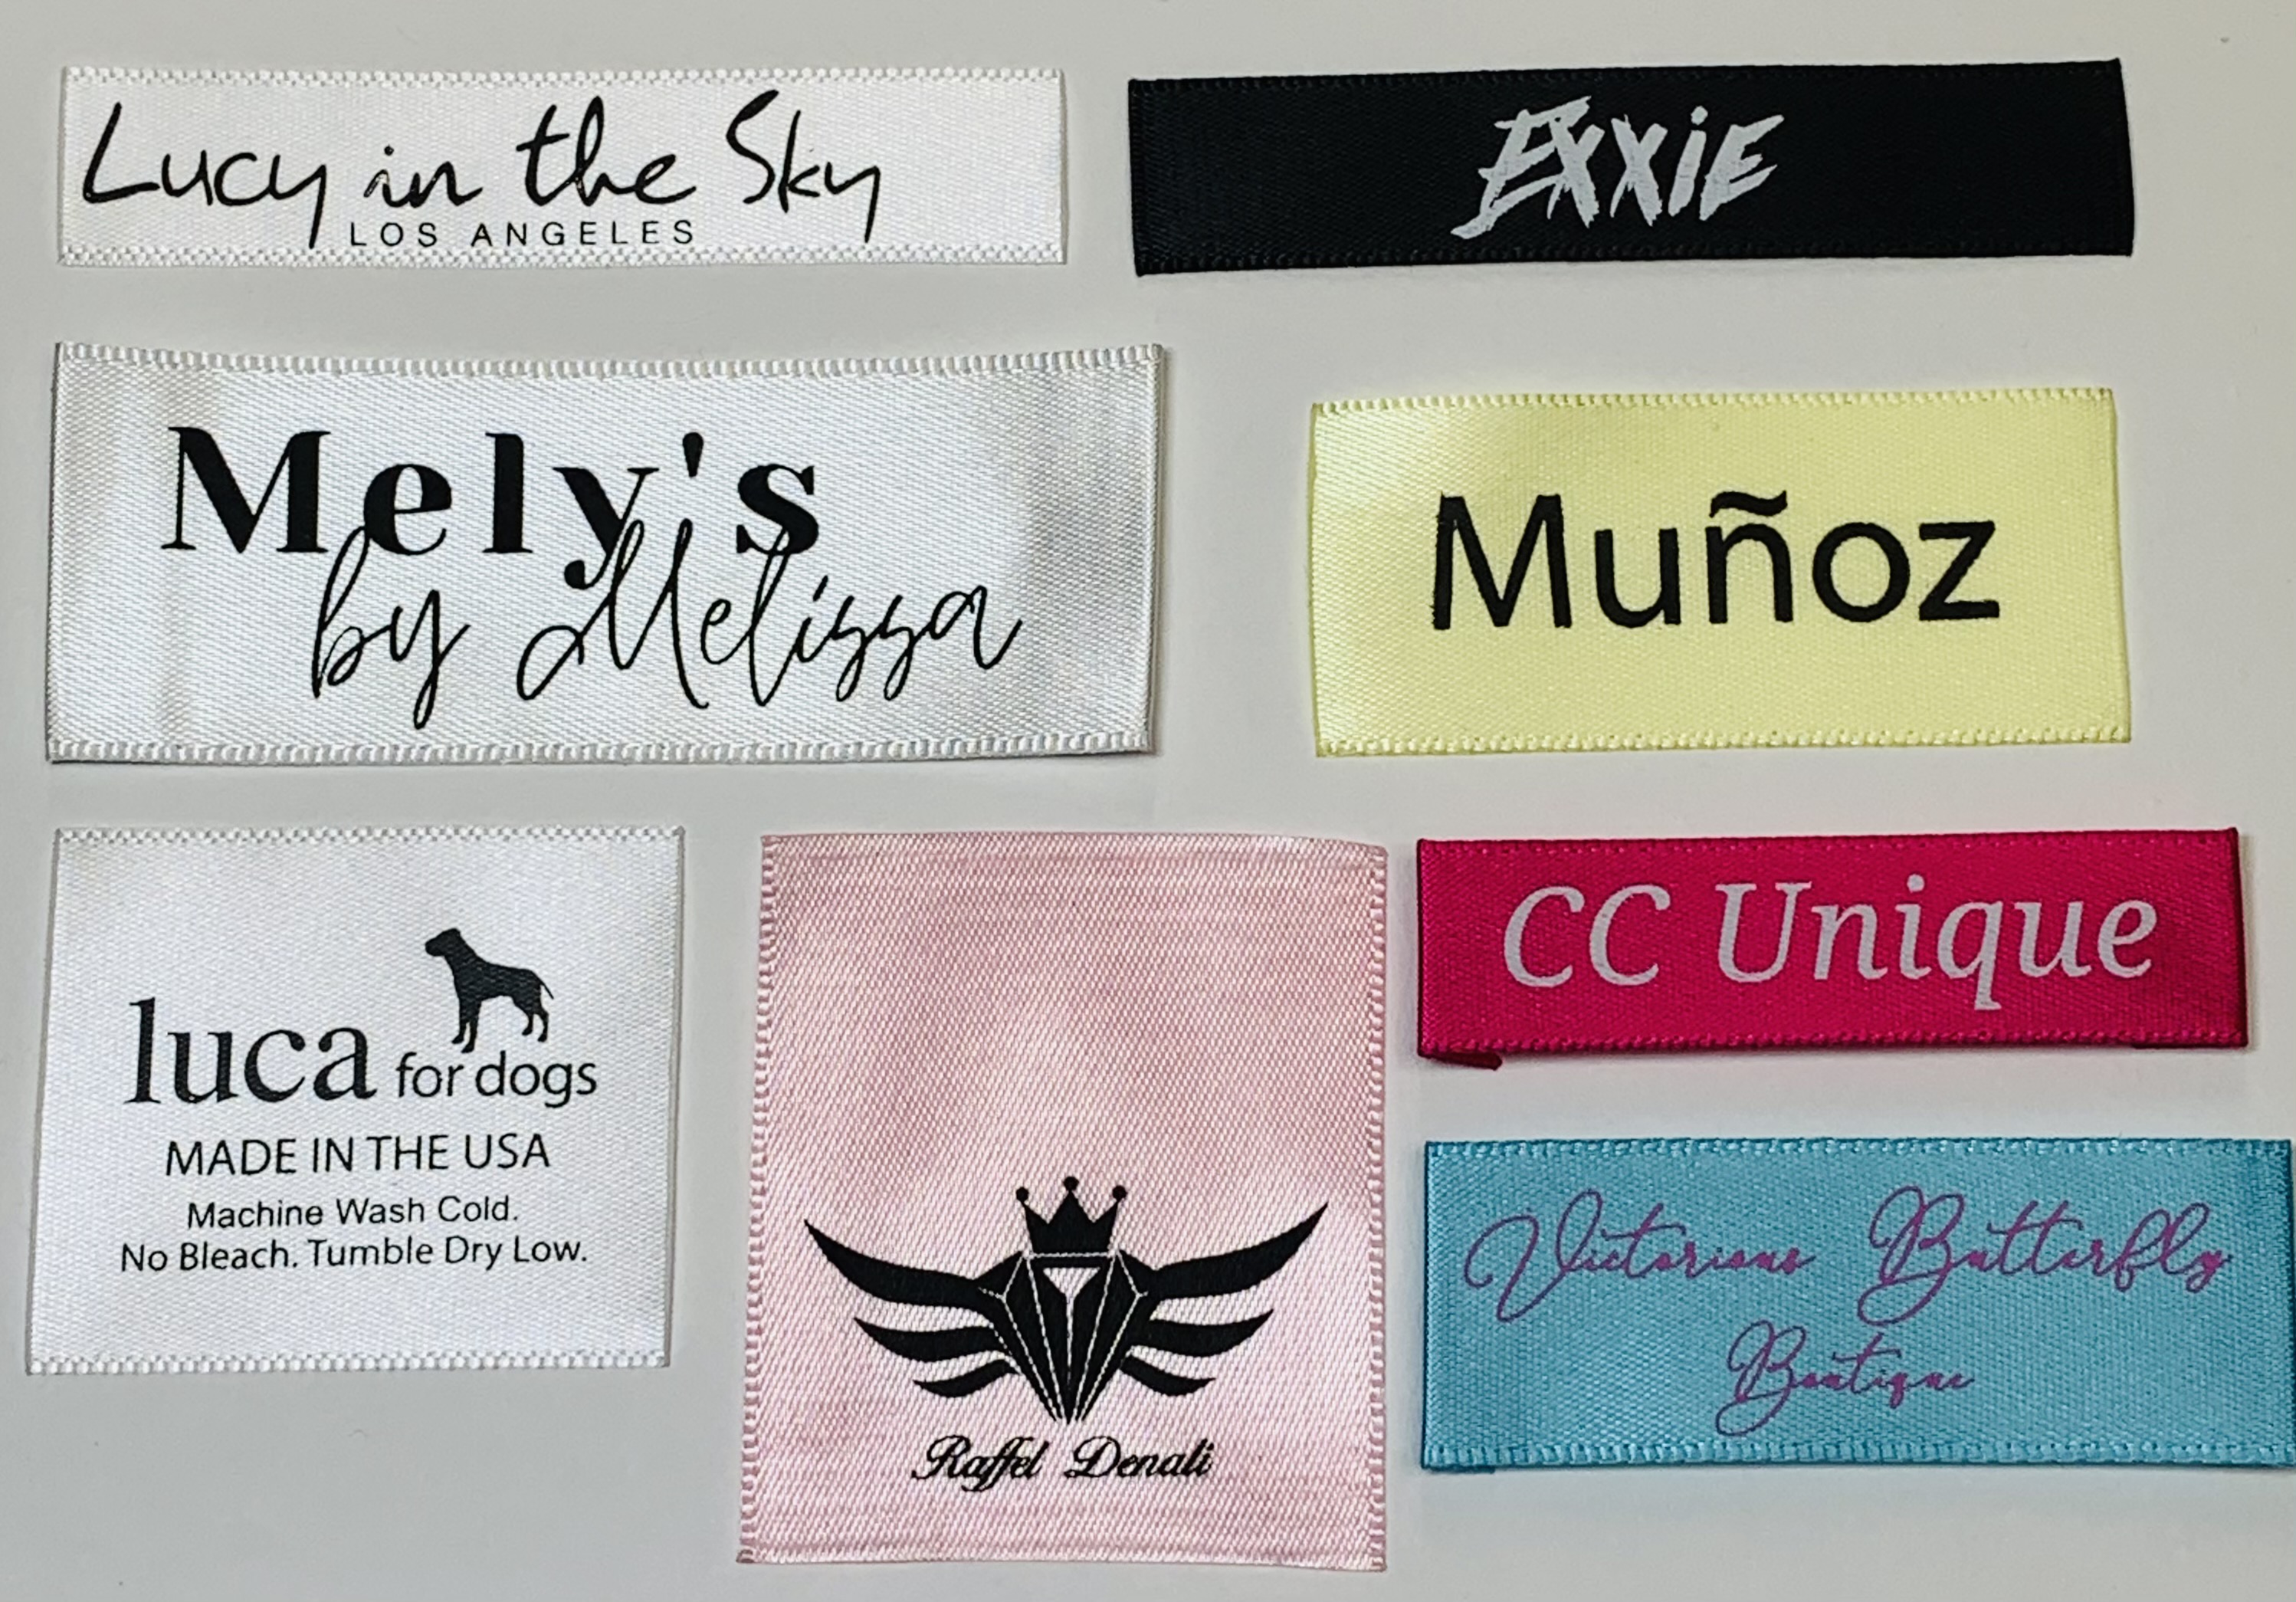 Lucy in the Sky
LOS ANGELES
EXXIE
Mely's
by Melissa
Muñoz
luca for dogs
MADE IN THE USA
Machine Wash Cold.
No Bleach. Tumble Dry Low.
Raffel Denali
CC Unique
Victorious Butterfly
Boutique